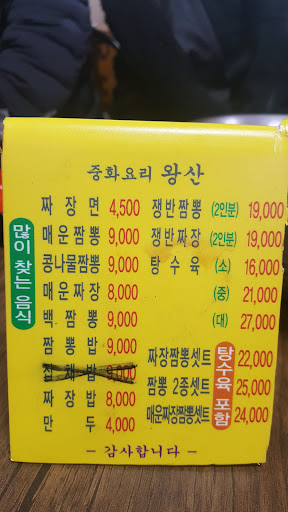 중화요리 왕산
많이 찾는 음식
짜장면 4,500
매운짬뽕 9,000
콩나물짬뽕 9,000
매운짜장 8,000
백짬뽕 9,000
짬뽕밥 9,000
잡채밥 8,000
짜장밥 8,000
만두 4,000
쟁반짬뽕 (2인분) 19,000
쟁반짜장 (2인분) 19,000
탕수육 (소) 16,000
(중) 21,000
(대) 27,000
짜장짬뽕셋트 22,000
짬뽕 2종셋트 25,000
매운짜장짬뽕셋트 24,000
탕수육 포함
- 감사합니다 -